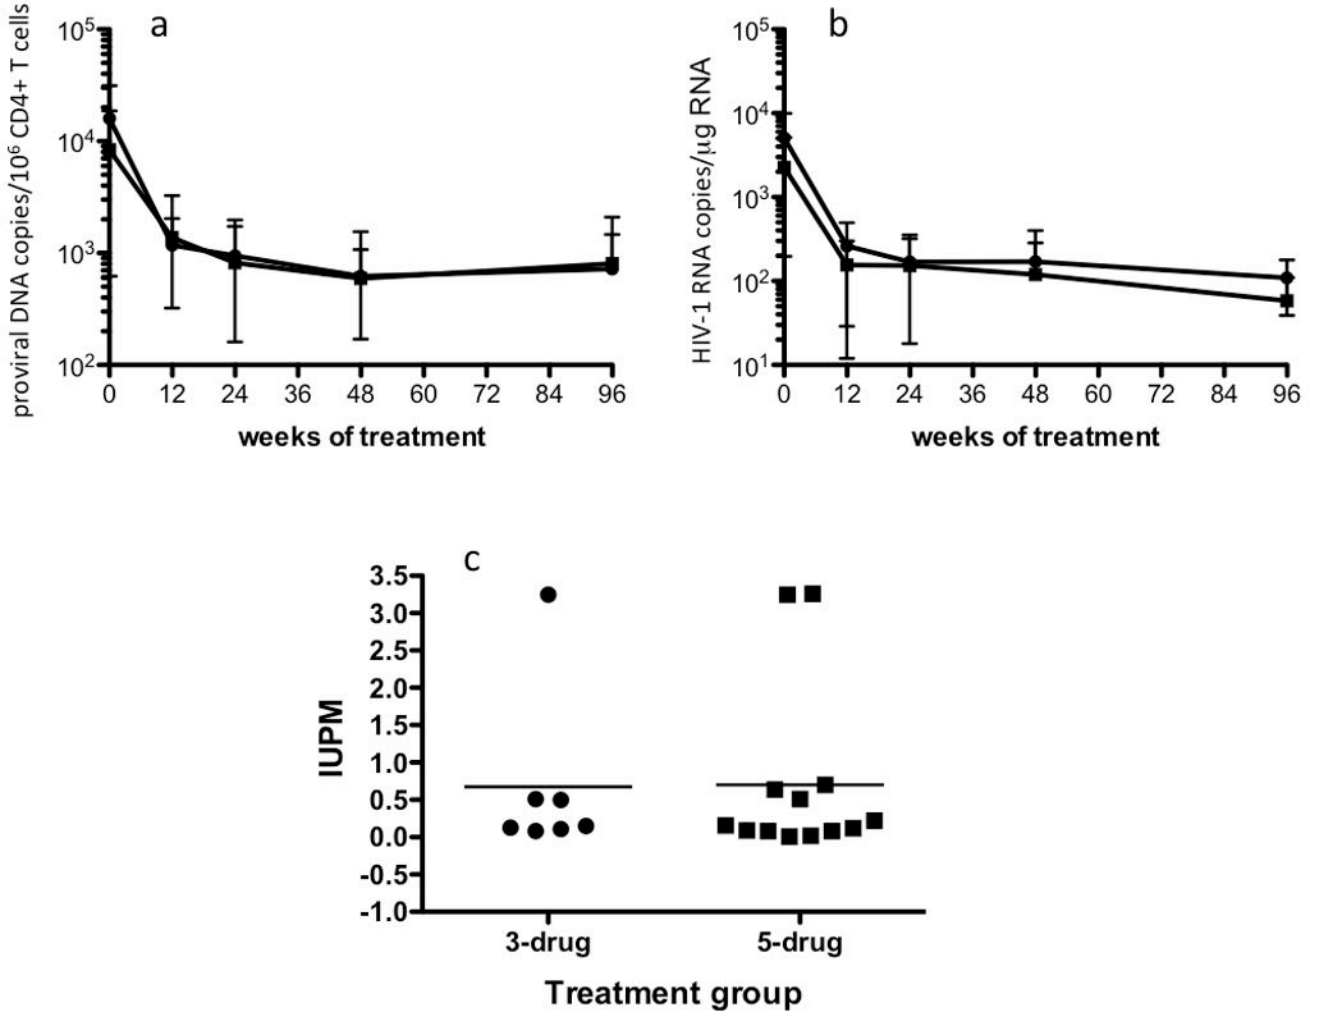 a
proviral DNA copies/10⁶ CD4+ T cells
10⁵
10⁴
10³
10²
0 12 24 36 48 60 72 84 96
weeks of treatment
b
HIV-1 RNA copies/μg RNA
10⁵
10⁴
10³
10²
10¹
0 12 24 36 48 60 72 84 96
weeks of treatment
c
IUPM
3.5
3.0
2.5
2.0
1.5
1.0
0.5
0.0
-0.5
-1.0
3-drug 5-drug
Treatment group